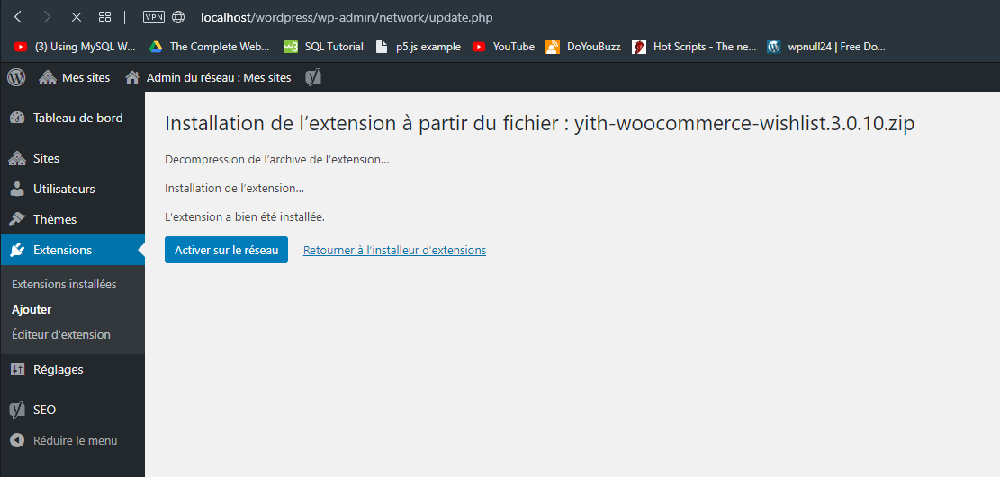 VPN localhost/wordpress/wp-admin/network/update.php
(3) Using MySQL W... The Complete Web... SQL Tutorial p5.js example YouTube DoYouBuzz Hot Scripts - The ne... wpnull24 | Free Do...
Mes sites Admin du réseau : Mes sites
Tableau de bord
Sites
Utilisateurs
Thèmes
Extensions
Extensions installées
Ajouter
Éditeur d'extension
Réglages
SEO
Réduire le menu
Installation de l’extension à partir du fichier : yith-woocommerce-wishlist.3.0.10.zip
Décompression de l’archive de l’extension…
Installation de l’extension…
L’extension a bien été installée.
Activer sur le réseau Retourner à l’installeur d’extensions